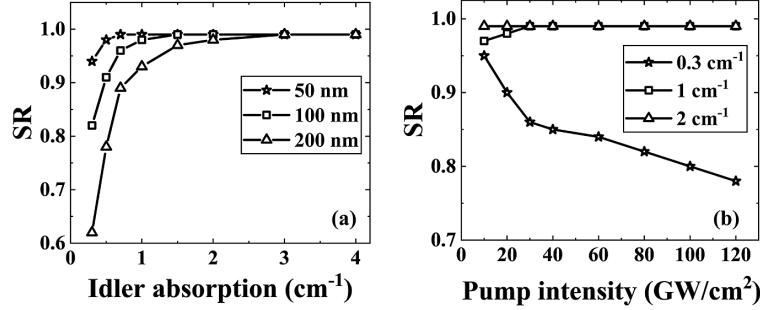 1.0
0.9
0.8
0.7
0.6
SR
50 nm
100 nm
200 nm
(a)
0 1 2 3 4
Idler absorption (cm⁻¹)
1.0
0.9
0.8
0.7
SR
0.3 cm⁻¹
1 cm⁻¹
2 cm⁻¹
(b)
0 20 40 60 80 100 120
Pump intensity (GW/cm²)